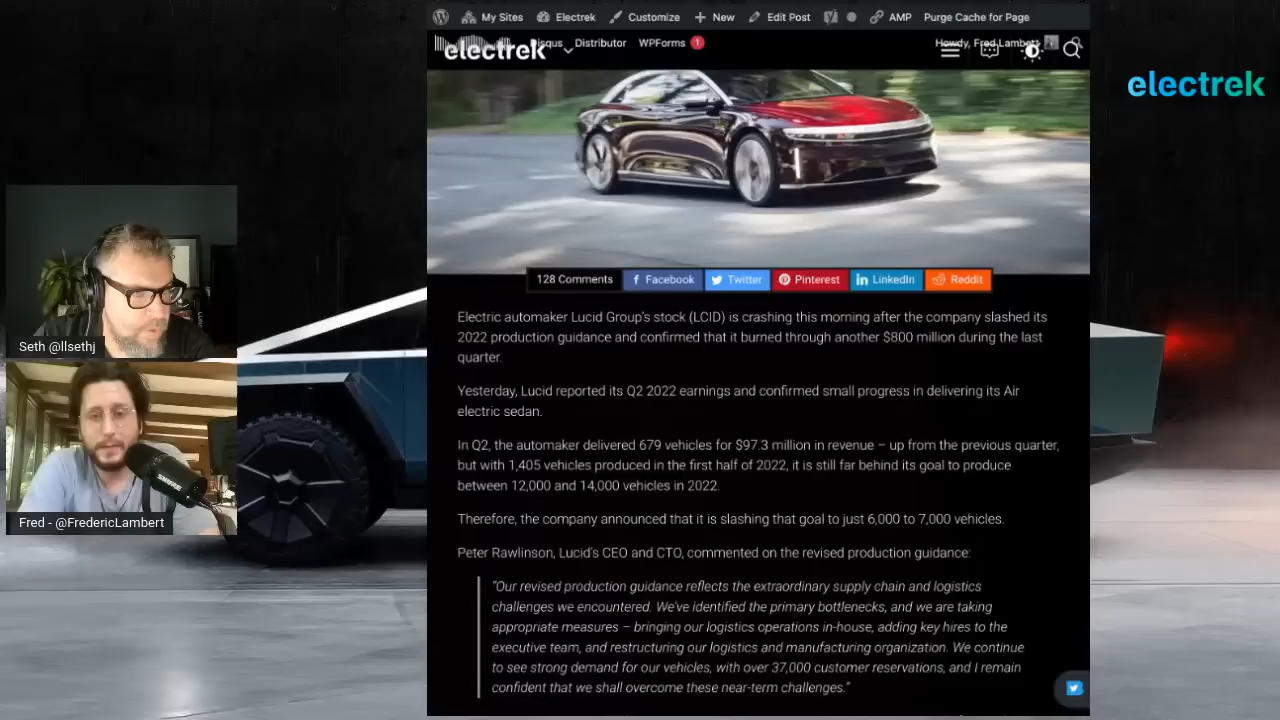 My Sites Electrek Customize New Edit Post AMP Purge Cache for Page
Disqus Distributor WPForms 1 Howdy, Fred Lambert
electrek
electrek
128 Comments Facebook Twitter Pinterest LinkedIn Reddit
Electric automaker Lucid Group's stock (LCID) is crashing this morning after the company slashed its
2022 production guidance and confirmed that it burned through another $800 million during the last
quarter.
Yesterday, Lucid reported its Q2 2022 earnings and confirmed small progress in delivering its Air
electric sedan.
In Q2, the automaker delivered 679 vehicles for $97.3 million in revenue – up from the previous quarter,
but with 1,405 vehicles produced in the first half of 2022, it is still far behind its goal to produce
between 12,000 and 14,000 vehicles in 2022.
Therefore, the company announced that it is slashing that goal to just 6,000 to 7,000 vehicles.
Peter Rawlinson, Lucid's CEO and CTO, commented on the revised production guidance:
"Our revised production guidance reflects the extraordinary supply chain and logistics
challenges we encountered. We've identified the primary bottlenecks, and we are taking
appropriate measures – bringing our logistics operations in-house, adding key hires to the
executive team, and restructuring our logistics and manufacturing organization. We continue
to see strong demand for our vehicles, with over 37,000 customer reservations, and I remain
confident that we shall overcome these near-term challenges."
Seth @llsethj
SHURE
Fred - @FredericLambert